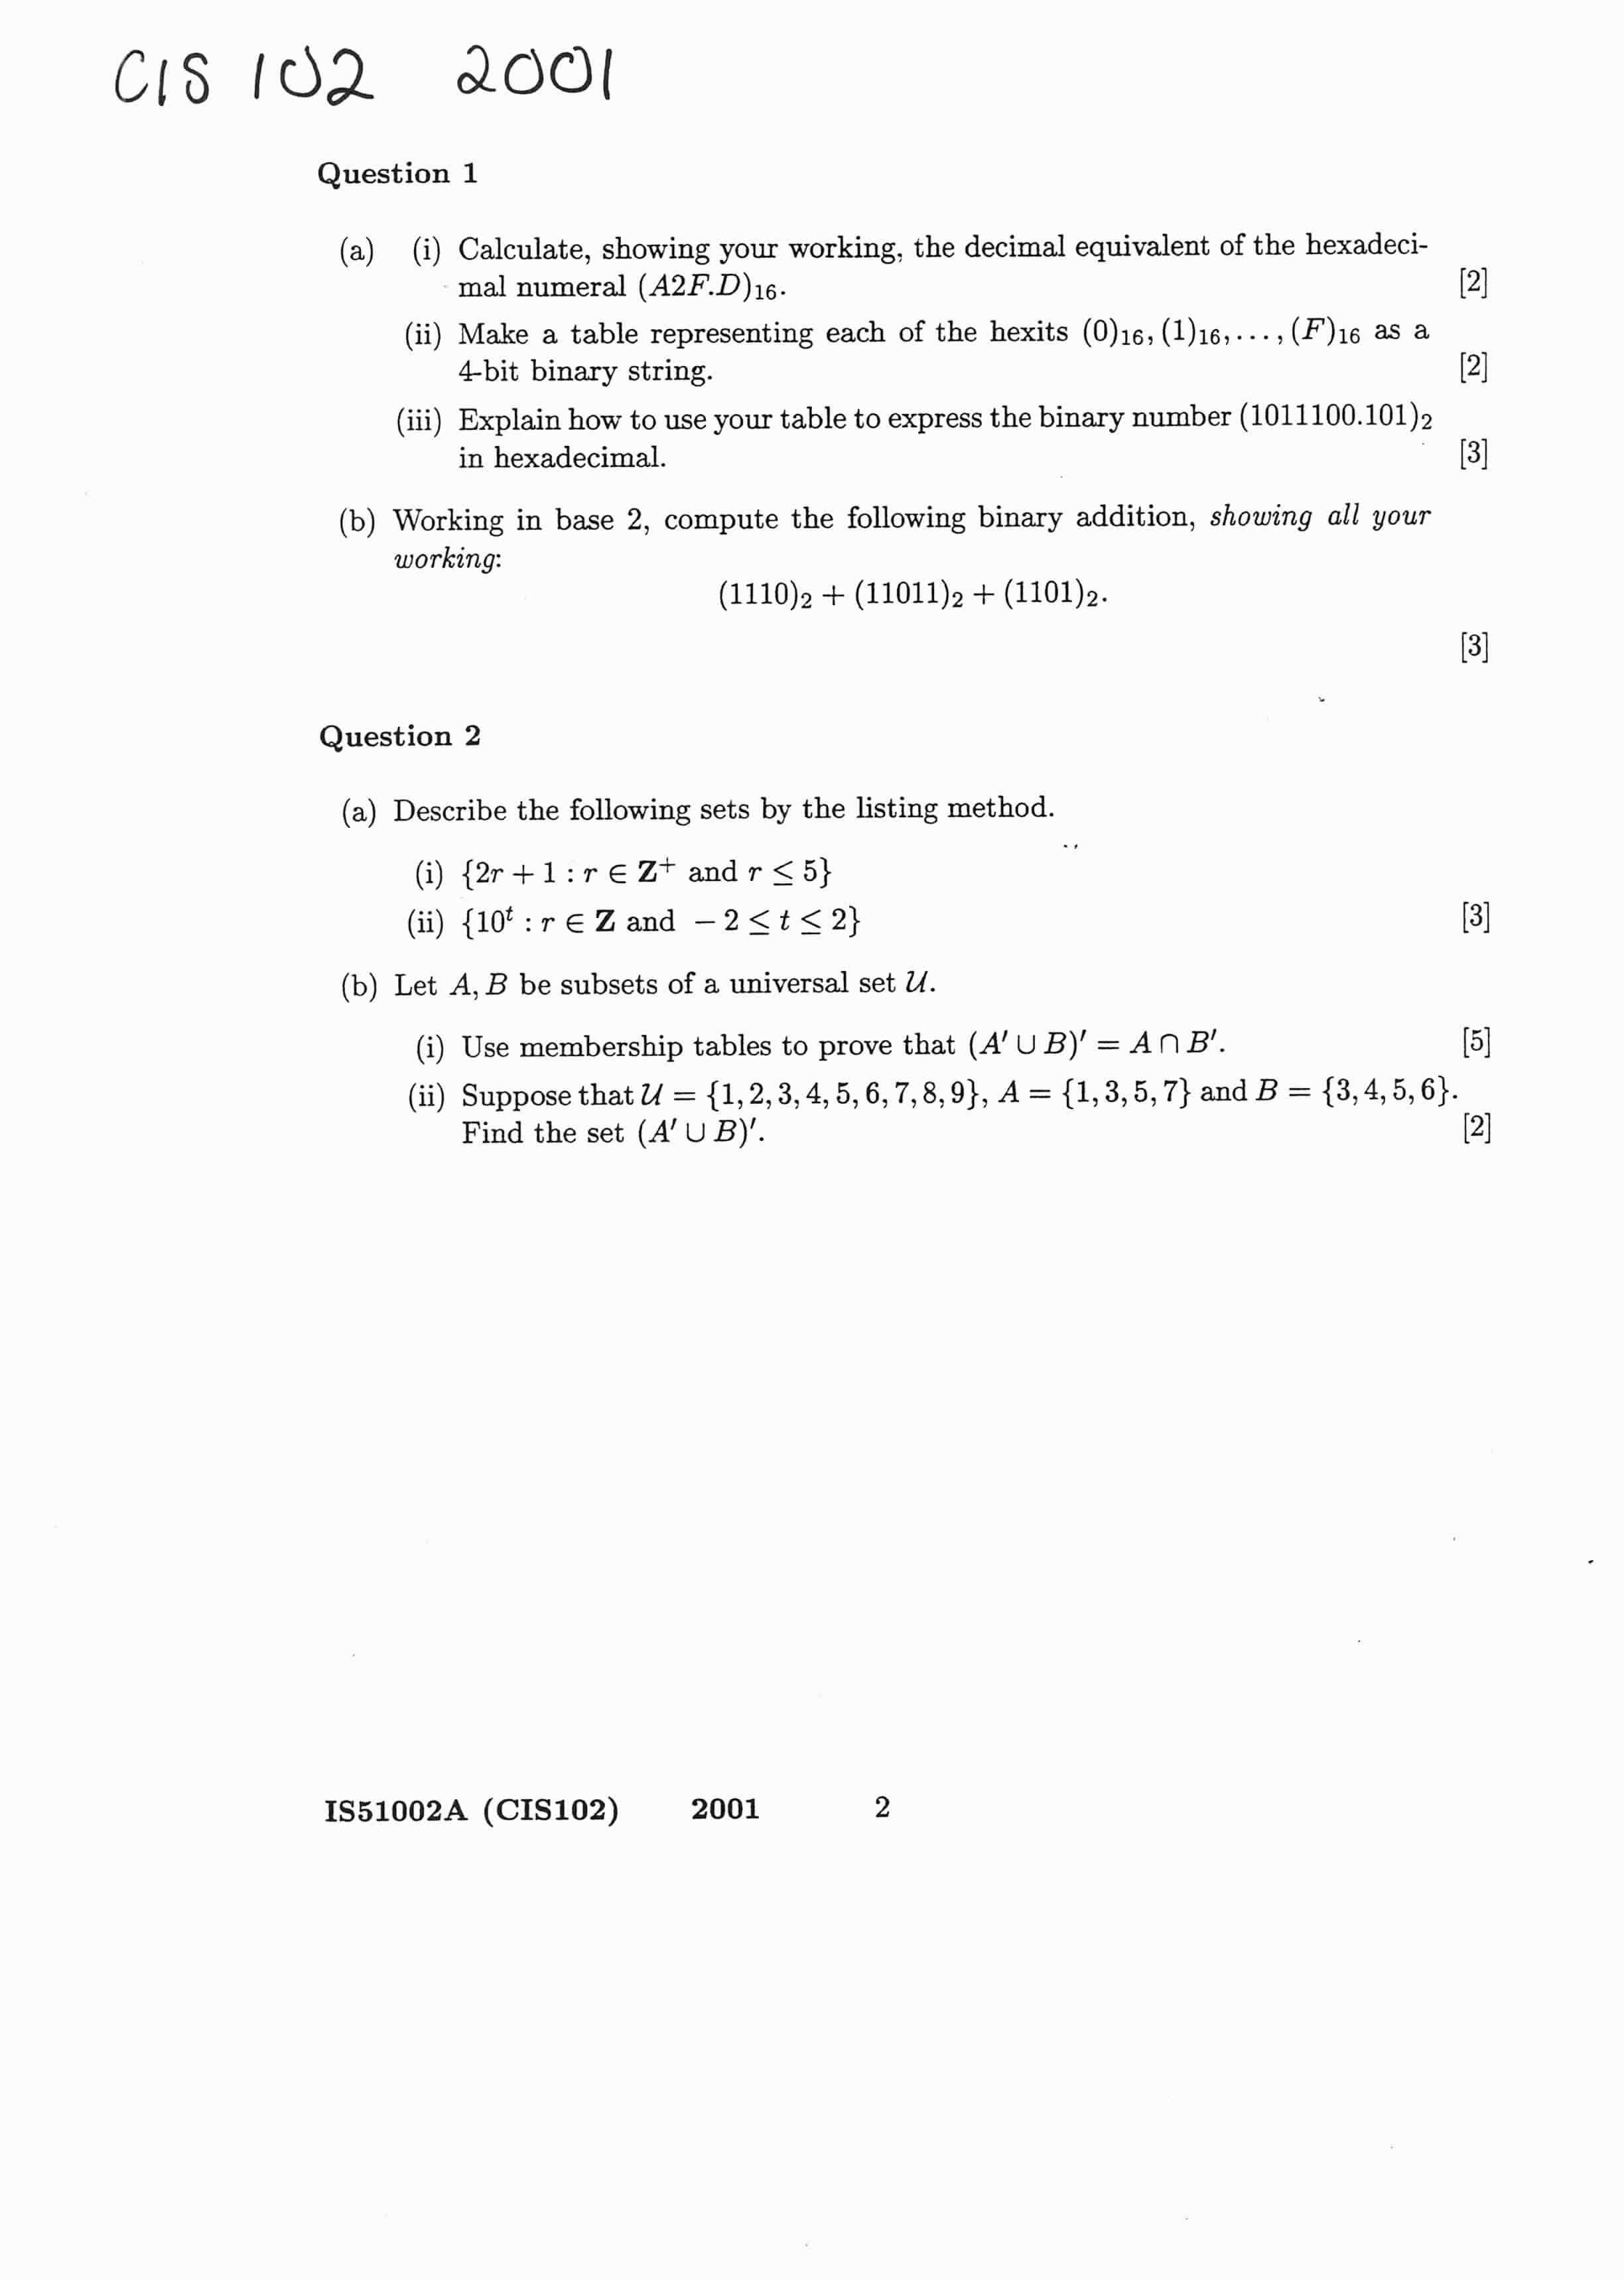 CIS 102 2001
Question 1
(a) (i) Calculate, showing your working, the decimal equivalent of the hexadeci-
mal numeral (A2F.D)₁₆. [2]
(ii) Make a table representing each of the hexits (0)₁₆, (1)₁₆, . . . , (F)₁₆ as a
4-bit binary string. [2]
(iii) Explain how to use your table to express the binary number (1011100.101)₂
in hexadecimal. [3]
(b) Working in base 2, compute the following binary addition, showing all your
working:
(1110)₂ + (11011)₂ + (1101)₂.
[3]
Question 2
(a) Describe the following sets by the listing method.
(i) {2r + 1 : r ∈ Z⁺ and r ≤ 5}
(ii) {10ᵗ : r ∈ Z and − 2 ≤ t ≤ 2} [3]
(b) Let A, B be subsets of a universal set 𝒰.
(i) Use membership tables to prove that (A′ ∪ B)′ = A ∩ B′. [5]
(ii) Suppose that 𝒰 = {1, 2, 3, 4, 5, 6, 7, 8, 9}, A = {1, 3, 5, 7} and B = {3, 4, 5, 6}.
Find the set (A′ ∪ B)′. [2]
IS51002A (CIS102) 2001 2